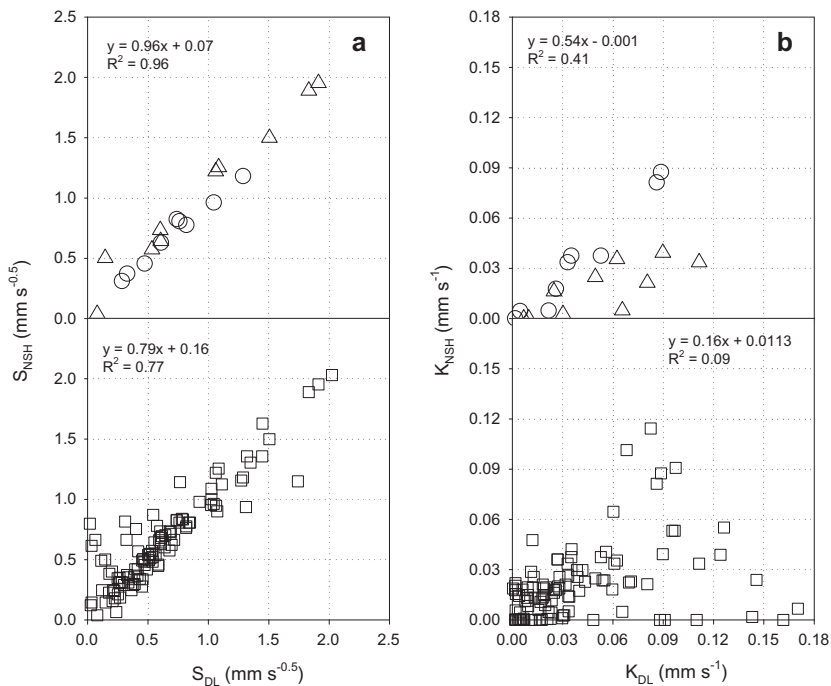 a
y = 0.96x + 0.07
R² = 0.96
2.5
2.0
1.5
1.0
0.5
0.0
y = 0.79x + 0.16
R² = 0.77
2.0
1.5
1.0
0.5
0.0
0.0 0.5 1.0 1.5 2.0 2.5
S_NSH (mm s^-0.5)
S_DL (mm s^-0.5)
b
y = 0.54x - 0.001
R² = 0.41
0.18
0.15
0.12
0.09
0.06
0.03
0.00
y = 0.16x + 0.0113
R² = 0.09
0.15
0.12
0.09
0.06
0.03
0.00
0.00 0.03 0.06 0.09 0.12 0.15 0.18
K_NSH (mm s^-1)
K_DL (mm s^-1)